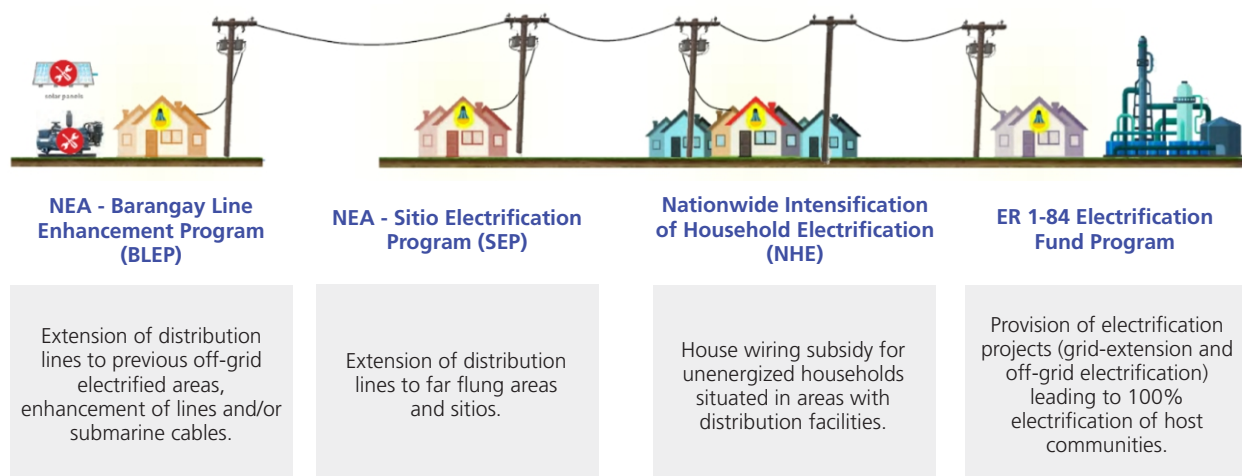 solar panels
NEA - Barangay Line
Enhancement Program
(BLEP)
Extension of distribution
lines to previous off-grid
electrified areas,
enhancement of lines and/or
submarine cables.
NEA - Sitio Electrification
Program (SEP)
Extension of distribution
lines to far flung areas
and sitios.
Nationwide Intensification
of Household Electrification
(NHE)
House wiring subsidy for
unenergized households
situated in areas with
distribution facilities.
ER 1-84 Electrification
Fund Program
Provision of electrification
projects (grid-extension and
off-grid electrification)
leading to 100%
electrification of host
communities.